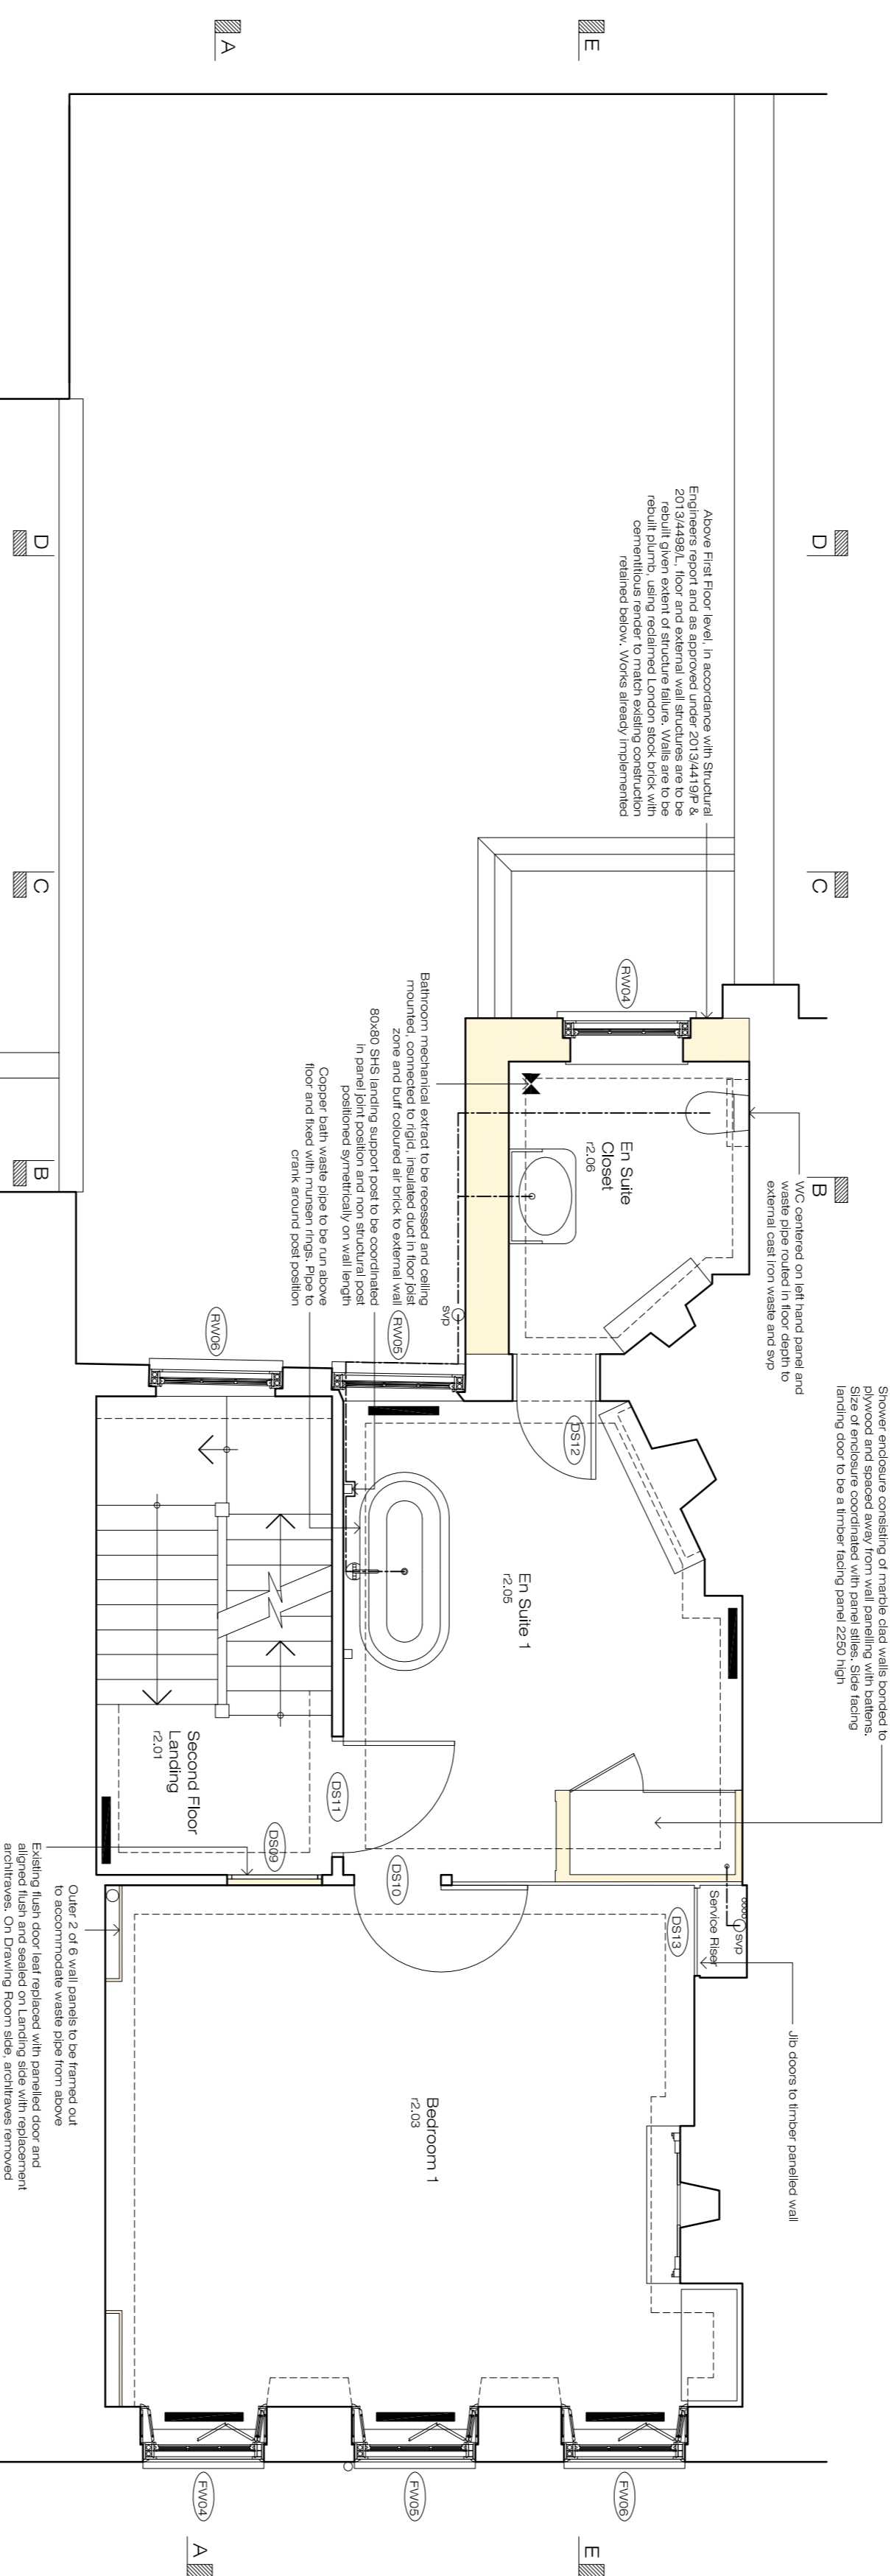 D
C
B
Shower enclosure consisting of marble clad walls bonded to
plywood and spaced away from wall panelling with battens.
Size of enclosure coordinated with panel stiles. Side facing
landing door to be a timber facing panel 2250 high
WC centered on left hand panel and
waste pipe routed in floor depth to
external cast iron waste and svp
Jib doors to timber panelled wall
Above First Floor level, in accordance with Structural
Engineers report and as approved under 2013/4419/P &
2013/4498/L, floor and external wall structures are to be
rebuilt given extent of structure failure. Walls are to be
rebuilt plumb, using reclaimed London stock brick with
cementitious render to match existing construction
retained below. Works already implemented
svp
Service Riser
DS13
E
RW04
En Suite
Closet
r2.06
DS12
En Suite 1
r2.05
FW06
E
Bathroom mechanical extract to be recessed and ceiling
mounted, connected to rigid, insulated duct in floor joist
zone and buff coloured air brick to external wall
80x80 SHS landing support post to be coordinated
in panel joint position and non structural post
positioned symetrically on wall length
Copper bath waste pipe to be run above
floor and fixed with munsen rings. Pipe to
crank around post position
svp
RW05
DS10
Bedroom 1
r2.03
FW05
DS11
DS09
RW06
Second Floor
Landing
r2.01
FW04
A
A
Outer 2 of 6 wall panels to be framed out
to accommodate waste pipe from above
Existing flush door leaf replaced with panelled door and
aligned flush and sealed on Landing side with replacement
architraves. On Drawing Room side, architraves removed
D
C
B